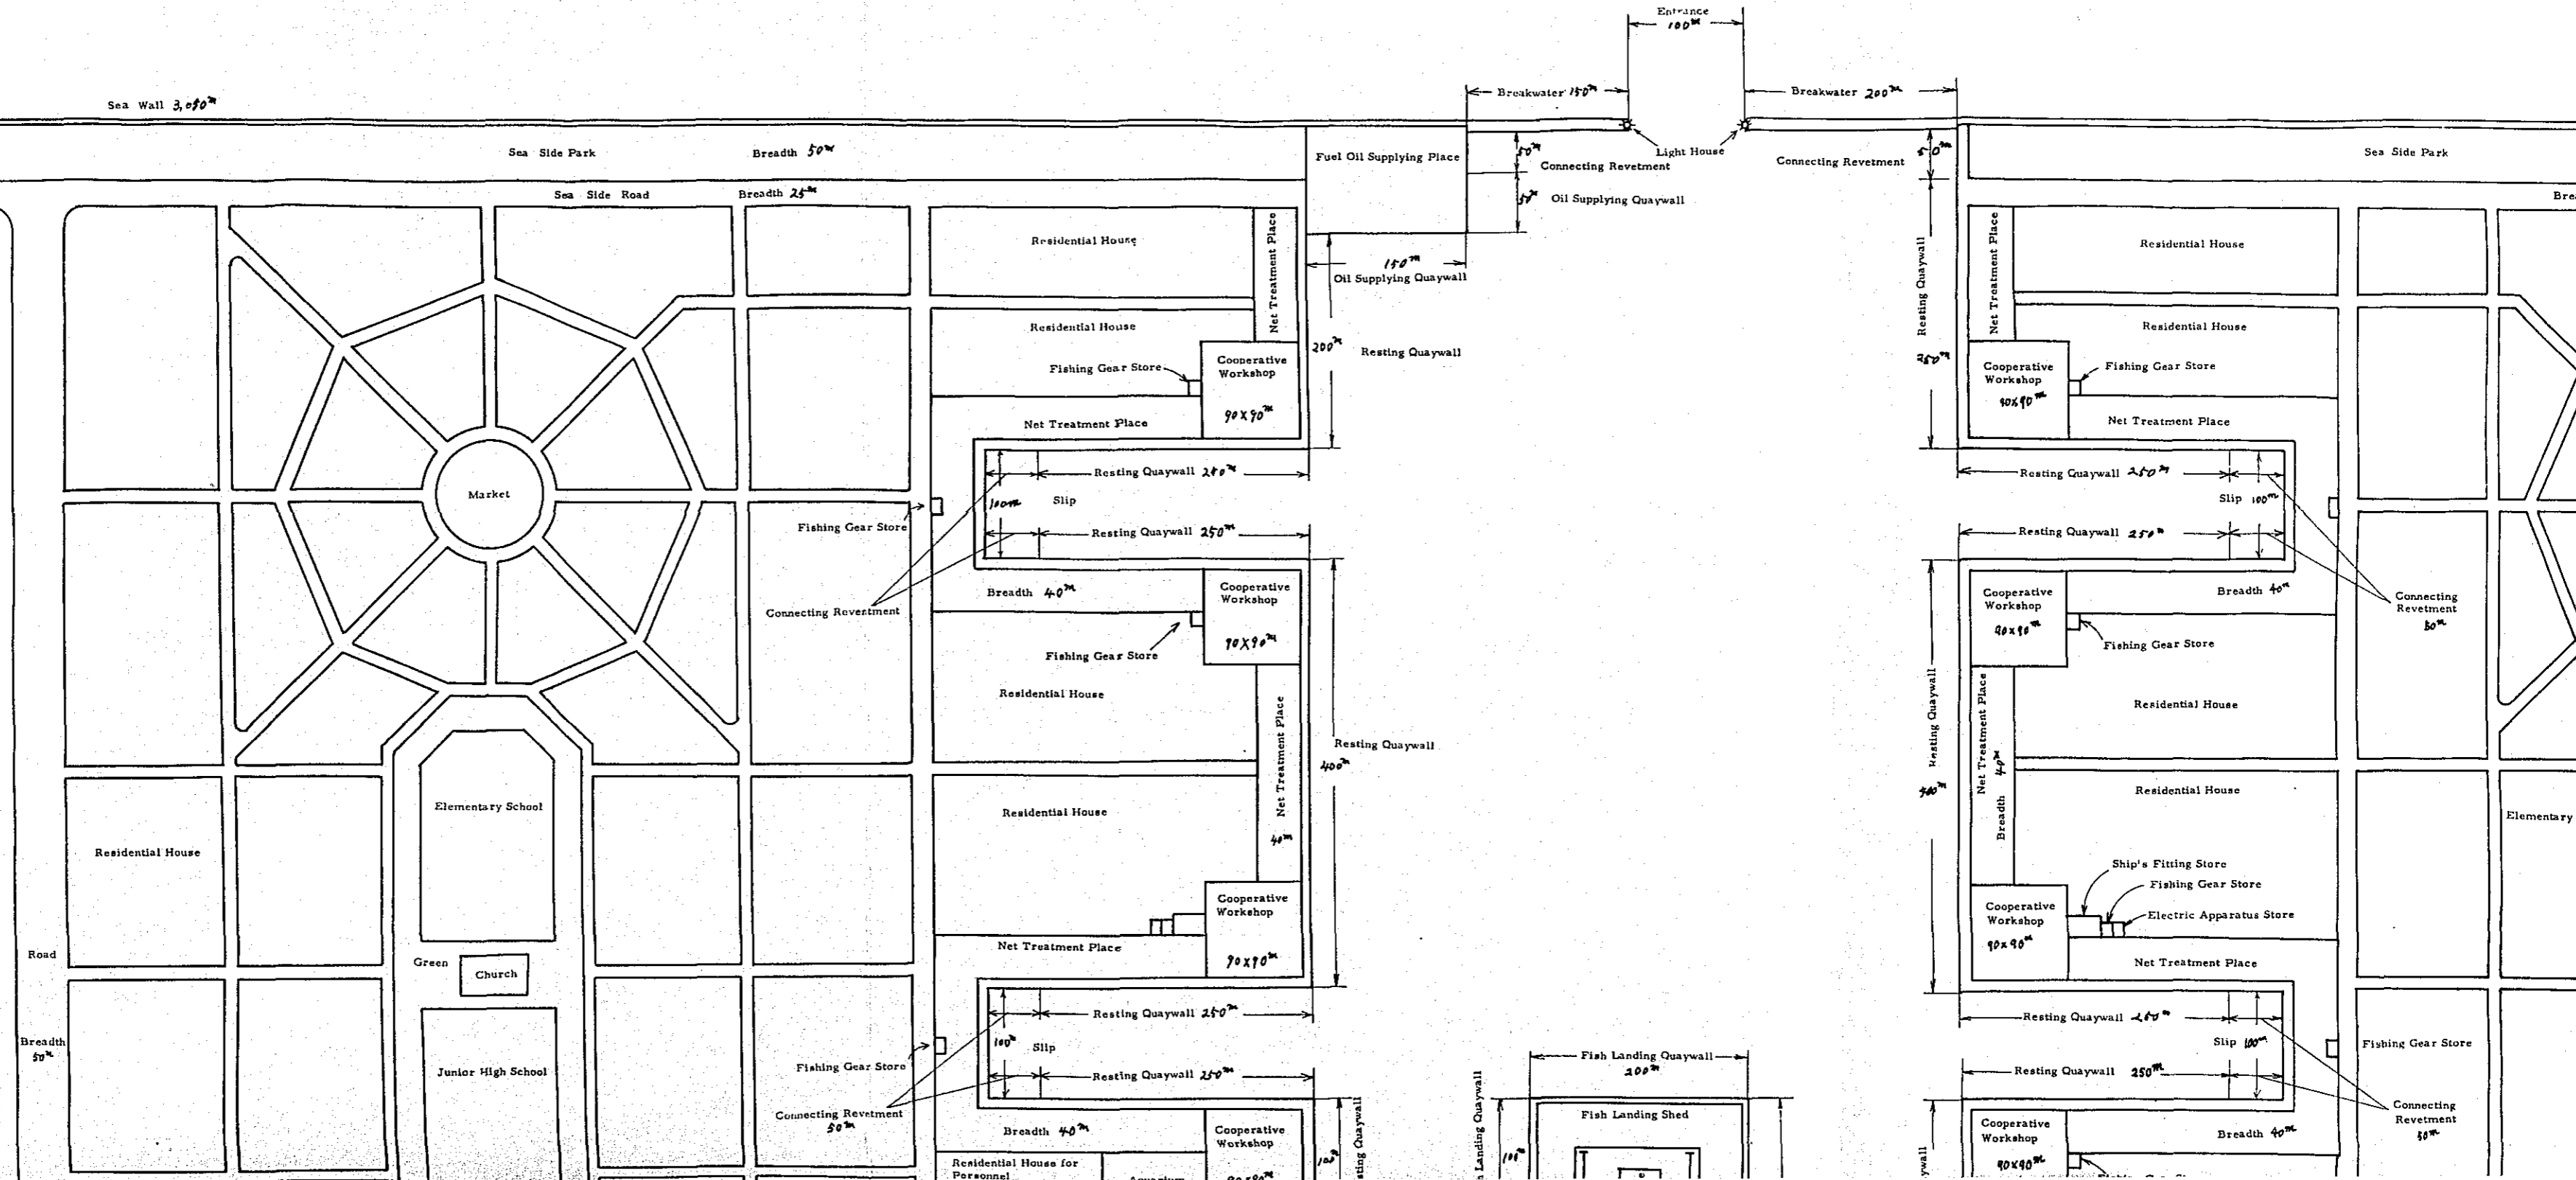 Entrance
100m
Breakwater 150m
Breakwater 200m
Sea Wall 3,050m
Sea Side Park
Breadth 50m
Fuel Oil Supplying Place
50m
Connecting Revetment
Light House
Connecting Revetment
50m
Sea Side Park
Sea Side Road
Breadth 25m
50m
Oil Supplying Quaywall
Residential House
Net Treatment Place
150m
Oil Supplying Quaywall
Resting Quaywall
250m
Net Treatment Place
Residential House
Residential House
200m
Resting Quaywall
Residential House
Fishing Gear Store
Cooperative
Workshop
90x90m
Cooperative
Workshop
90x90m
Fishing Gear Store
Net Treatment Place
Net Treatment Place
Market
Resting Quaywall 250m
100m
Slip
Resting Quaywall 250m
Fishing Gear Store
Connecting Reventment
Resting Quaywall 250m
Slip 100m
Resting Quaywall 250m
Connecting
Revetment
50m
Breadth 40m
Cooperative
Workshop
90x90m
Fishing Gear Store
Residential House
Net Treatment Place
40m
Resting Quaywall
400m
Cooperative
Workshop
90x90m
Breadth 40m
Fishing Gear Store
Resting Quaywall
400m
Net Treatment Place
Breadth 40m
Residential House
Residential House
Residential House
Elementary School
Residential House
Elementary
Ship's Fitting Store
Fishing Gear Store
Electric Apparatus Store
Cooperative
Workshop
90x90m
Cooperative
Workshop
90x90m
Net Treatment Place
Net Treatment Place
Road
Green
Church
Breadth
50m
Junior High School
Resting Quaywall 250m
100m
Slip
Resting Quaywall 250m
Fishing Gear Store
Connecting Revetment
50m
Resting Quaywall 250m
Slip 100m
Resting Quaywall 250m
Fishing Gear Store
Connecting
Revetment
50m
Fish Landing Quaywall
200m
Fish Landing Shed
Landing Quaywall
100m
Breadth 40m
Cooperative
Workshop
Residential House for
Personnel
100m
Quaywall
Cooperative
Workshop
90x90m
Breadth 40m